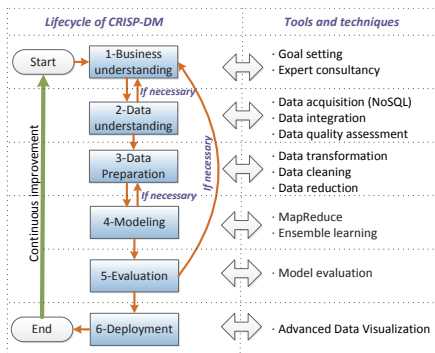 Lifecycle of CRISP-DM
Tools and techniques
Start
1-Business
understanding
· Goal setting
· Expert consultancy
If necessary
2-Data
understanding
· Data acquisition (NoSQL)
· Data integration
· Data quality assessment
3-Data
Preparation
· Data transformation
· Data cleaning
· Data reduction
If necessary
If necessary
4-Modeling
· MapReduce
· Ensemble learning
5-Evaluation
· Model evaluation
Continuous Improvement
End
6-Deployment
· Advanced Data Visualization